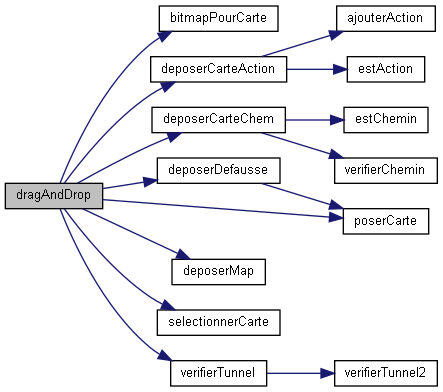 bitmapPourCarte
ajouterAction
deposerCarteAction
estAction
deposerCarteChem
estChemin
verifierChemin
deposerDefausse
dragAndDrop
poserCarte
deposerMap
selectionnerCarte
verifierTunnel
verifierTunnel2